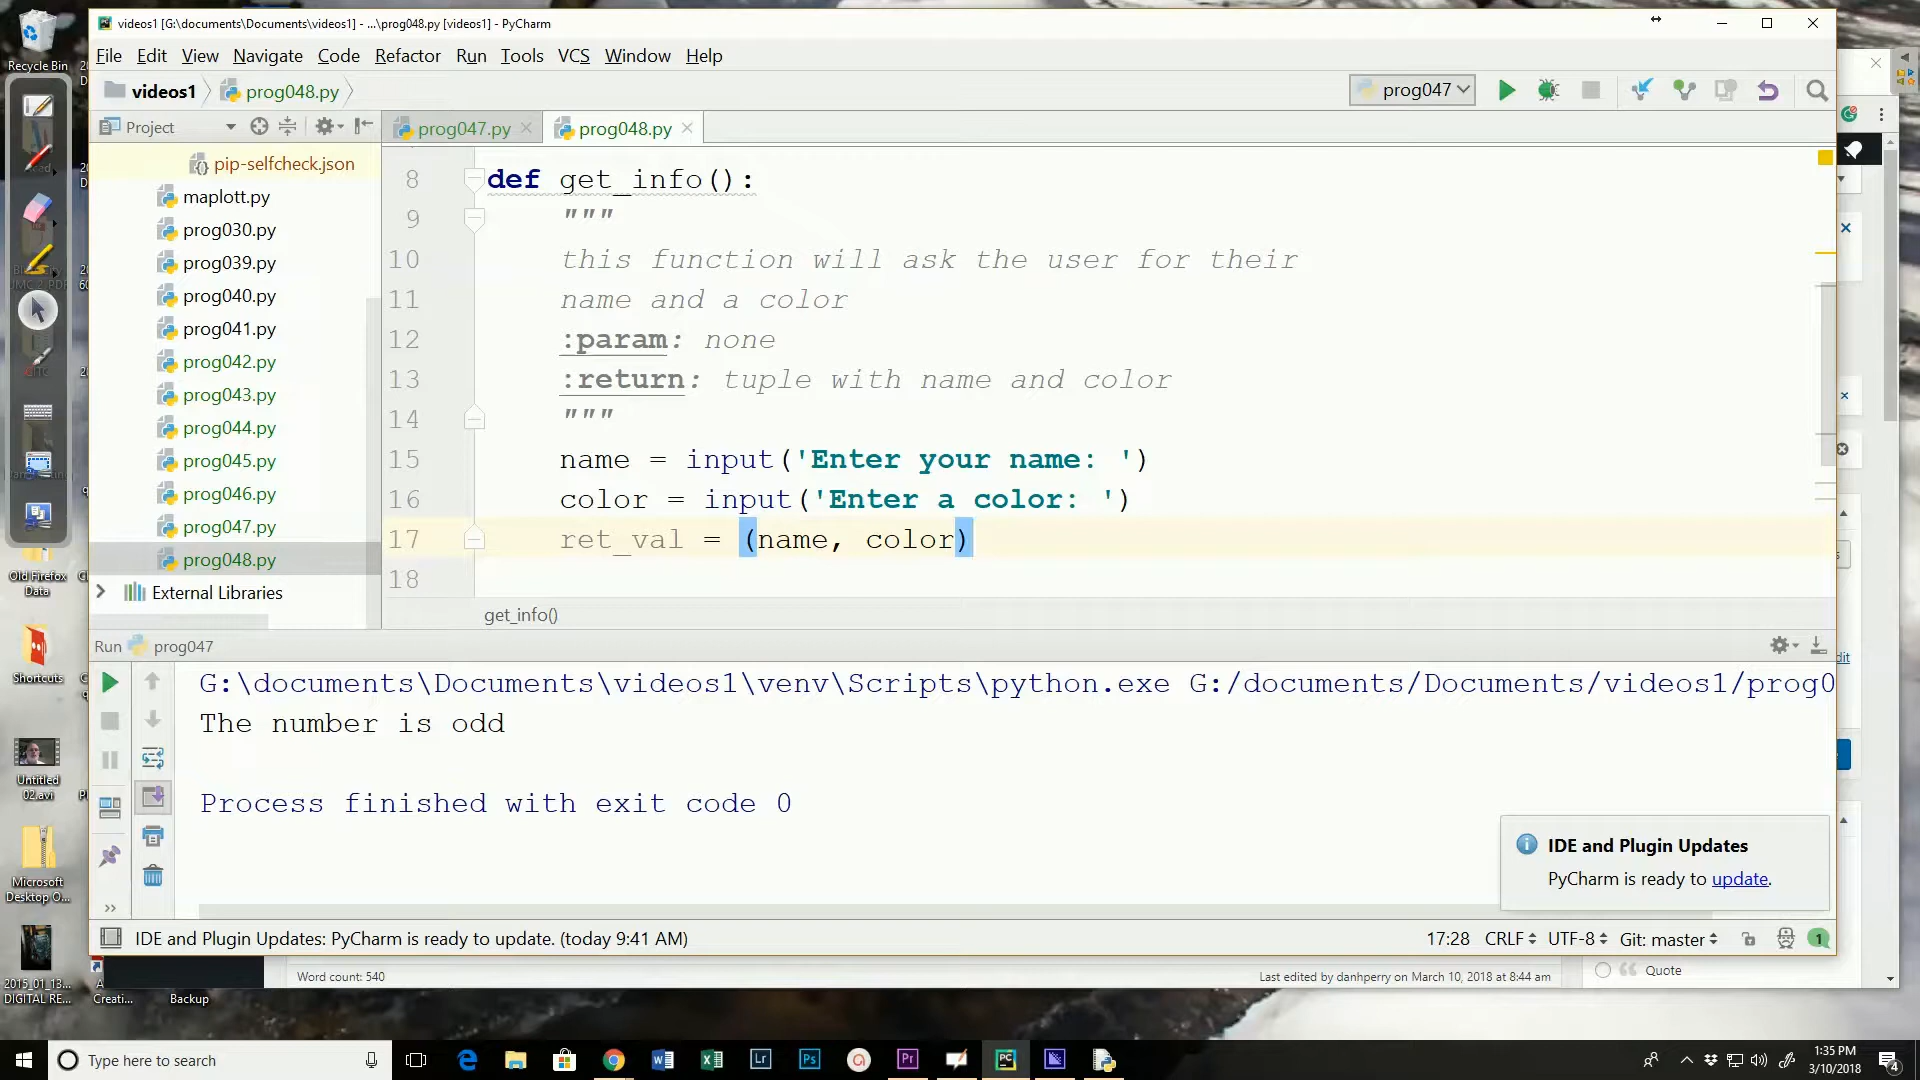 videos1 [G:\documents\Documents\videos1] - ...\prog048.py [videos1] - PyCharm
File Edit View Navigate Code Refactor Run Tools VCS Window Help
videos1 prog048.py prog047
Project prog047.py prog048.py
pip-selfcheck.json
maplott.py
prog030.py
prog039.py
prog040.py
prog041.py
prog042.py
prog043.py
prog044.py
prog045.py
prog046.py
prog047.py
prog048.py
External Libraries
8 def get_info():
9 """
10 this function will ask the user for their
11 name and a color
12 :param: none
13 :return: tuple with name and color
14 """
15 name = input('Enter your name: ')
16 color = input('Enter a color: ')
17 ret_val = (name, color)
18
get_info()
Run prog047
G:\documents\Documents\videos1\venv\Scripts\python.exe G:/documents/Documents/videos1/prog0
The number is odd
Process finished with exit code 0
IDE and Plugin Updates
PyCharm is ready to update.
IDE and Plugin Updates: PyCharm is ready to update. (today 9:41 AM)
17:28 CRLF UTF-8 Git: master 1
Word count: 540
Last edited by danhperry on March 10, 2018 at 8:44 am
Quote
Recycle Bin
Old Firefox
Data
Shortcuts
Untitled
02.avi
Microsoft
Desktop O...
2015_01_13...
DIGITAL RE...
Creati...
Backup
Type here to search
1:35 PM
3/10/2018
4